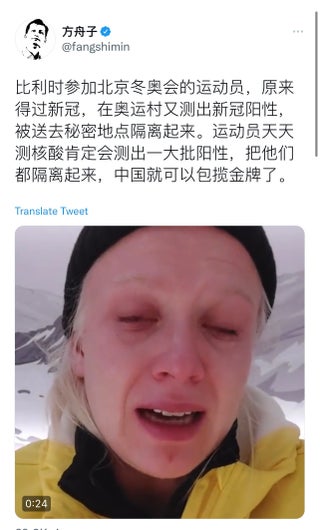 方舟子
@fangshimin
比利时参加北京冬奥会的运动员，原来
得过新冠，在奥运村又测出新冠阳性，
被送去秘密地点隔离起来。运动员天天
测核酸肯定会测出一大批阳性，把他们
都隔离起来，中国就可以包揽金牌了。
Translate Tweet
0:24